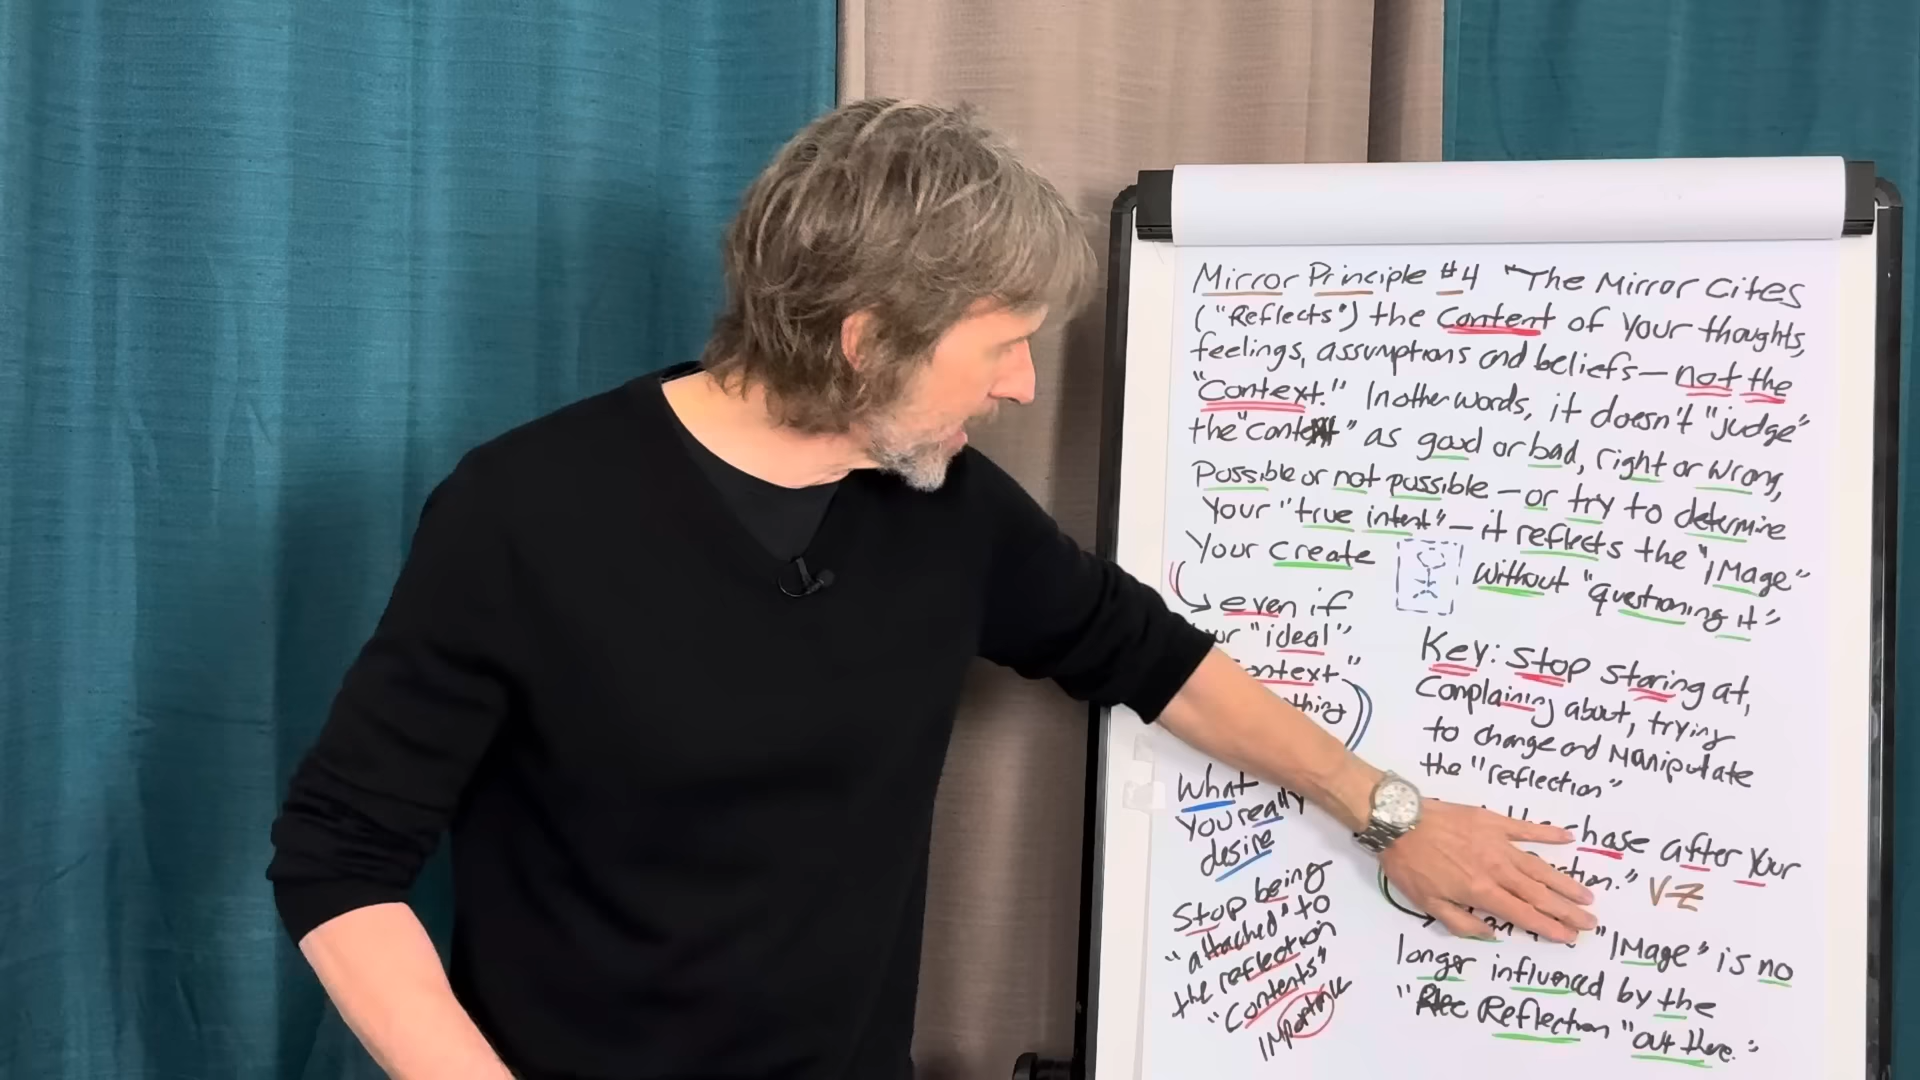 Mirror Principle #4 "The Mirror Cites
("Reflects") the Content of Your thoughts,
feelings, assumptions and beliefs – not the
"Context." In other words, it doesn't "judge"
the "content" as good or bad, right or wrong,
Possible or not possible – or try to determine
Your "true intent" – it reflects the "IMage"
Your create
without "questioning it"
even if
"ideal"
thing
What
You really
desire
Stop being
"attached" to
the reflection
"Contents"
IMportance
Key: Stop Staring at,
Complaining about, trying
to change and Manipulate
the "reflection"
chase after Your
"IMage" is no
longer influenced by the
Reflection "out there."